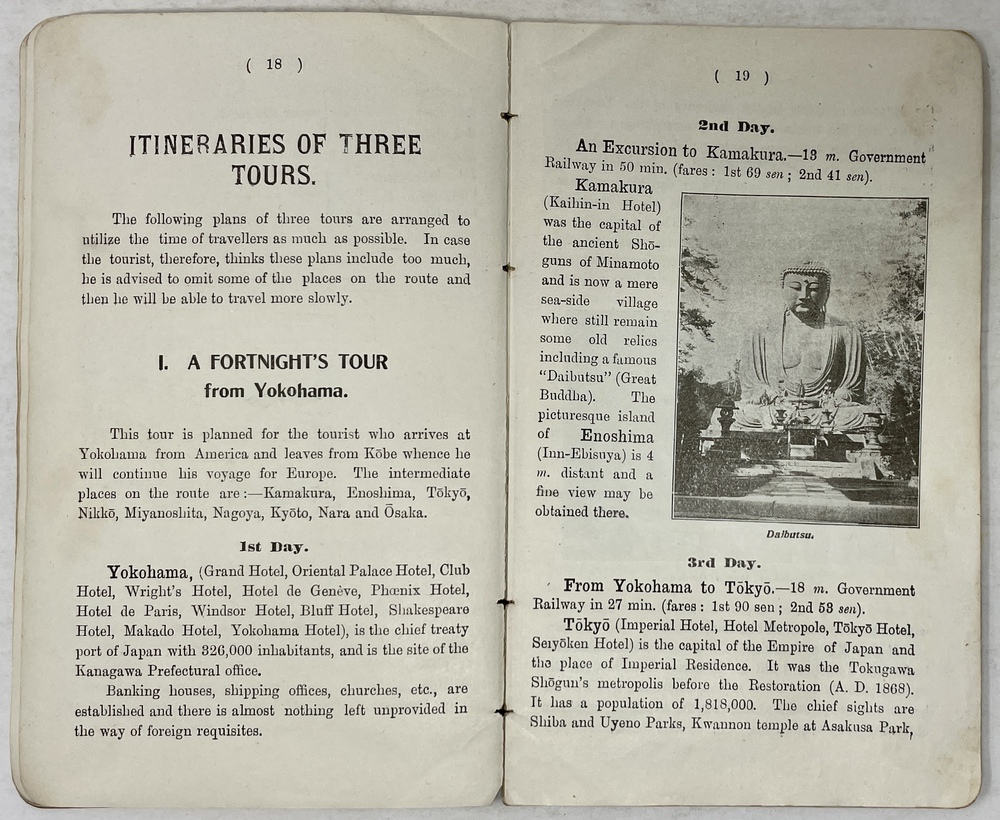 ( 18 )
ITINERARIES OF THREE
TOURS.
The following plans of three tours are arranged to
utilize the time of travellers as much as possible. In case
the tourist, therefore, thinks these plans include too much,
he is advised to omit some of the places on the route and
then he will be able to travel more slowly.
I. A FORTNIGHT'S TOUR
from Yokohama.
This tour is planned for the tourist who arrives at
Yokohama from America and leaves from Kōbe whence he
will continue his voyage for Europe. The intermediate
places on the route are:—Kamakura, Enoshima, Tōkyō,
Nikkō, Miyanoshita, Nagoya, Kyōto, Nara and Ōsaka.
1st Day.
Yokohama, (Grand Hotel, Oriental Palace Hotel, Club
Hotel, Wright's Hotel, Hotel de Genève, Phœnix Hotel,
Hotel de Paris, Windsor Hotel, Bluff Hotel, Shakespeare
Hotel, Makado Hotel, Yokohama Hotel), is the chief treaty
port of Japan with 326,000 inhabitants, and is the site of the
Kanagawa Prefectural office.
Banking houses, shipping offices, churches, etc., are
established and there is almost nothing left unprovided in
the way of foreign requisites.
( 19 )
2nd Day.
An Excursion to Kamakura.—13 m. Government
Railway in 50 min. (fares: 1st 69 sen; 2nd 41 sen).
Kamakura
(Kaihin-in Hotel)
was the capital of
the ancient Shō-
guns of Minamoto
and is now a mere
sea-side village
where still remain
some old relics
including a famous
"Daibutsu" (Great
Buddha). The
picturesque island
of Enoshima
(Inn-Ebisuya) is 4
m. distant and a
fine view may be
obtained there.
Daibutsu.
3rd Day.
From Yokohama to Tōkyō.—18 m. Government
Railway in 27 min. (fares: 1st 90 sen; 2nd 53 sen).
Tōkyō (Imperial Hotel, Hotel Metropole, Tōkyō Hotel,
Seiyōken Hotel) is the capital of the Empire of Japan and
the place of Imperial Residence. It was the Tokugawa
Shōgun's metropolis before the Restoration (A. D. 1868).
It has a population of 1,818,000. The chief sights are
Shiba and Uyeno Parks, Kwannon temple at Asakusa Park,